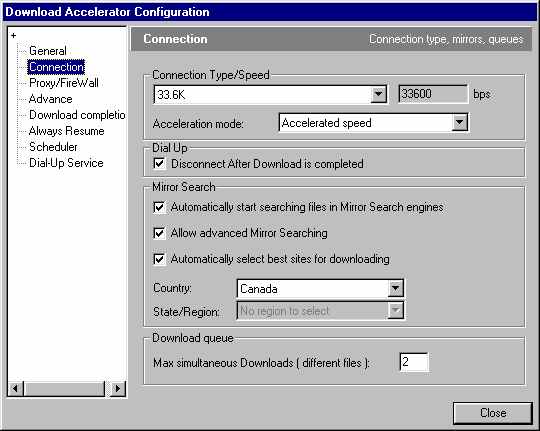 Download Accelerator Configuration
+
General
Connection
Proxy/FireWall
Advance
Download completio
Always Resume
Scheduler
Dial-Up Service
Connection Connection type, mirrors, queues
Connection Type/Speed
33.6K 33600 bps
Acceleration mode: Accelerated speed
Dial Up
Disconnect After Download is completed
Mirror Search
Automatically start searching files in Mirror Search engines
Allow advanced Mirror Searching
Automatically select best sites for downloading
Country: Canada
State/Region: No region to select
Download queue
Max simultaneous Downloads ( different files ): 2
Close